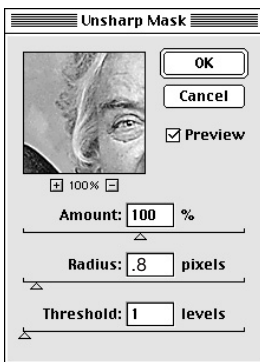 Unsharp Mask
OK
Cancel
Preview
+ 100% −
Amount: 100 %
Radius: .8 pixels
Threshold: 1 levels